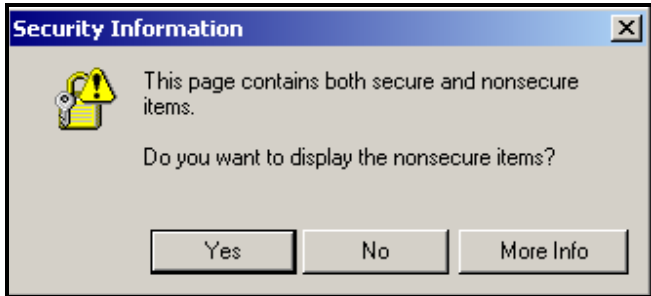 Security Information
This page contains both secure and nonsecure
items.
Do you want to display the nonsecure items?
Yes No More Info